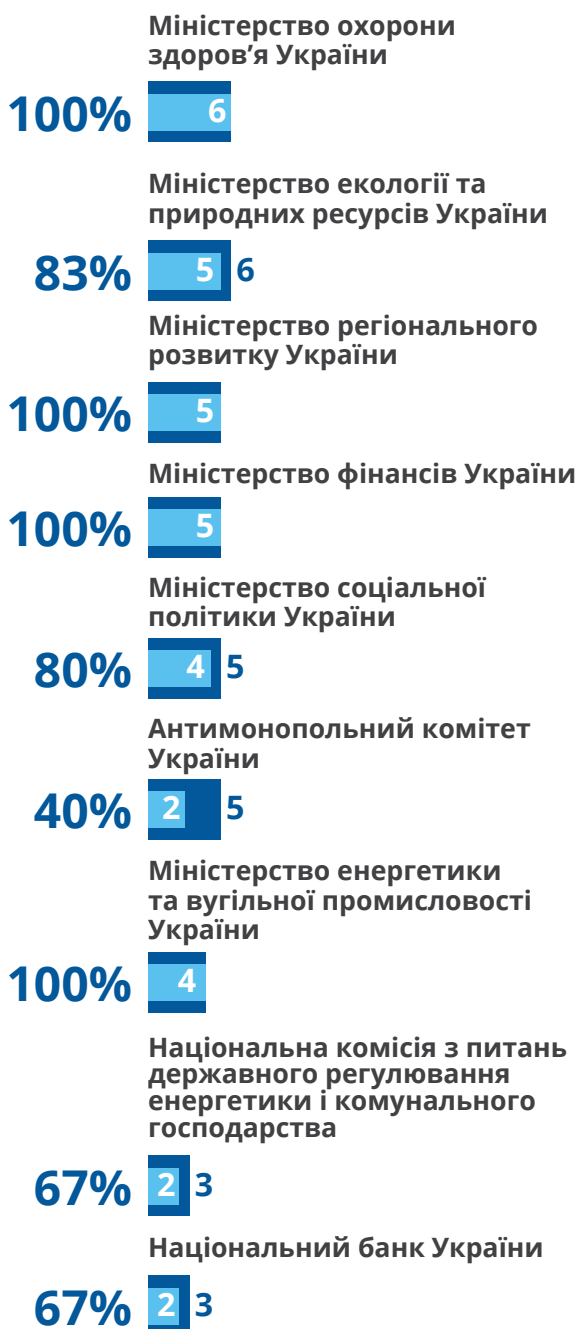 Міністерство охорони
здоров’я України
100% 6
Міністерство екології та
природних ресурсів України
83% 5 6
Міністерство регіонального
розвитку України
100% 5
Міністерство фінансів України
100% 5
Міністерство соціальної
політики України
80% 4 5
Антимонопольний комітет
України
40% 2 5
Міністерство енергетики
та вугільної промисловості
України
100% 4
Національна комісія з питань
державного регулювання
енергетики і комунального
господарства
67% 2 3
Національний банк України
67% 2 3